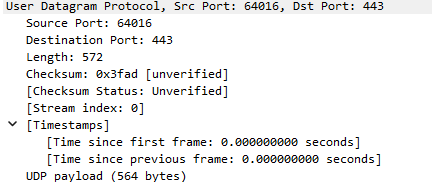 User Datagram Protocol, Src Port: 64016, Dst Port: 443
Source Port: 64016
Destination Port: 443
Length: 572
Checksum: 0x3fad [unverified]
[Checksum Status: Unverified]
[Stream index: 0]
[Timestamps]
[Time since first frame: 0.000000000 seconds]
[Time since previous frame: 0.000000000 seconds]
UDP payload (564 bytes)